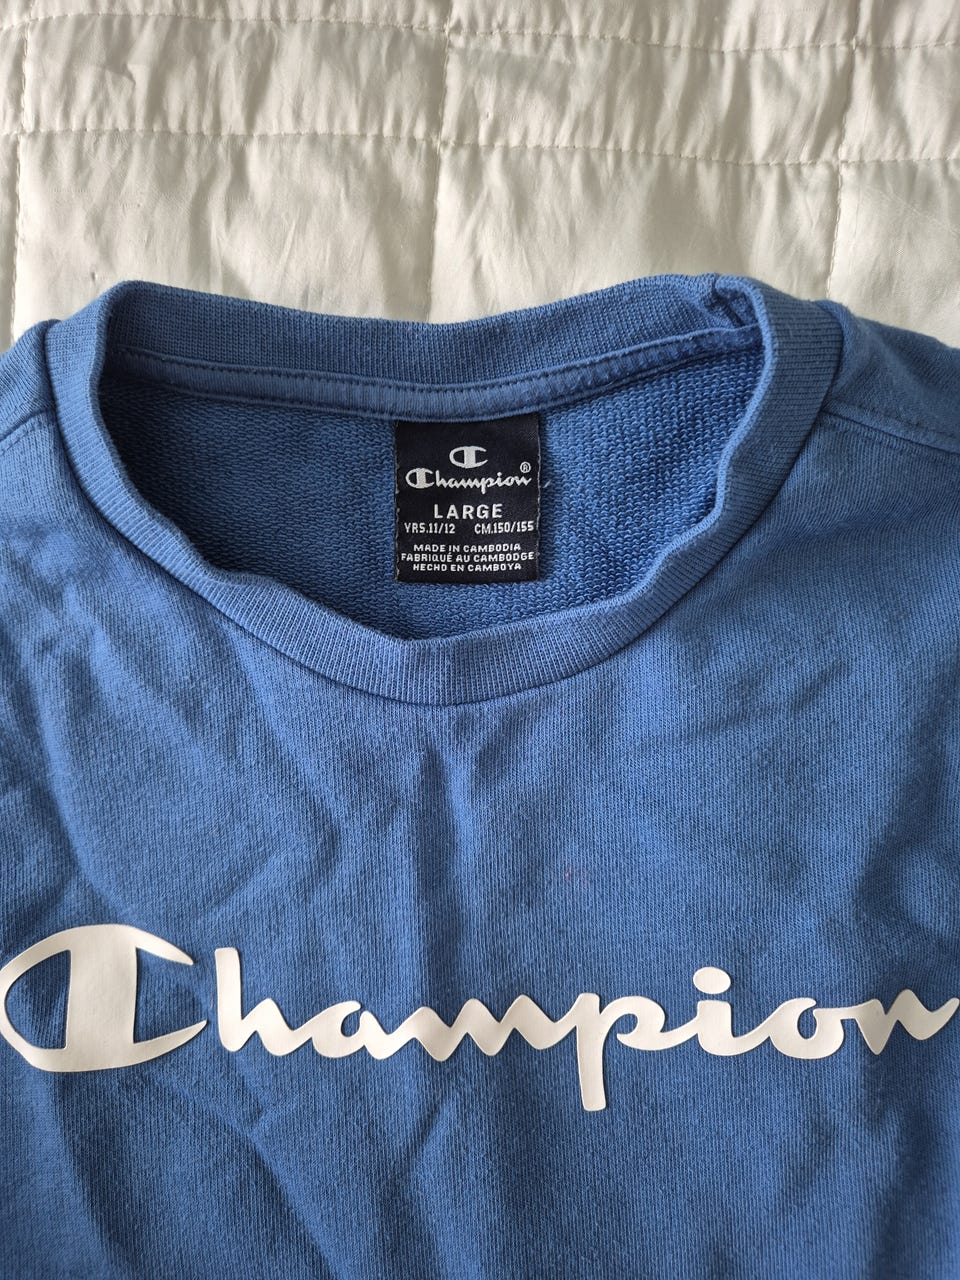 Champion®
LARGE
YRS.11/12 CM.150/155
MADE IN CAMBODIA
FABRIQUÉ AU CAMBODGE
HECHO EN CAMBOYA
Champion